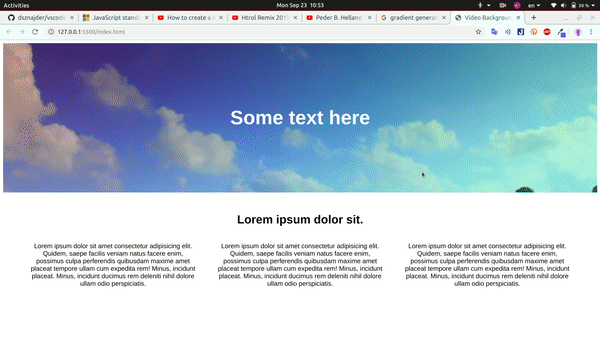 Activities
Mon Sep 23 10:53
en
30 %
dsznajder/vscode
JavaScript standa
How to create a S
Htrol Remix 2019
Peder B. Helland
gradient generat
Video Background
127.0.0.1:5500/index.html
Some text here
Lorem ipsum dolor sit.
Lorem ipsum dolor sit amet consectetur adipisicing elit.
Quidem, saepe facilis veniam natus facere enim,
possimus culpa perferendis quibusdam maxime amet
placeat tempore ullam cum expedita rem! Minus, incidunt
placeat. Minus, incidunt ducimus rem deleniti nihil dolore
illum odio perspiciatis.
Lorem ipsum dolor sit amet consectetur adipisicing elit.
Quidem, saepe facilis veniam natus facere enim,
possimus culpa perferendis quibusdam maxime amet
placeat tempore ullam cum expedita rem! Minus, incidunt
placeat. Minus, incidunt ducimus rem deleniti nihil dolore
illum odio perspiciatis.
Lorem ipsum dolor sit amet consectetur adipisicing elit.
Quidem, saepe facilis veniam natus facere enim,
possimus culpa perferendis quibusdam maxime amet
placeat tempore ullam cum expedita rem! Minus, incidunt
placeat. Minus, incidunt ducimus rem deleniti nihil dolore
illum odio perspiciatis.